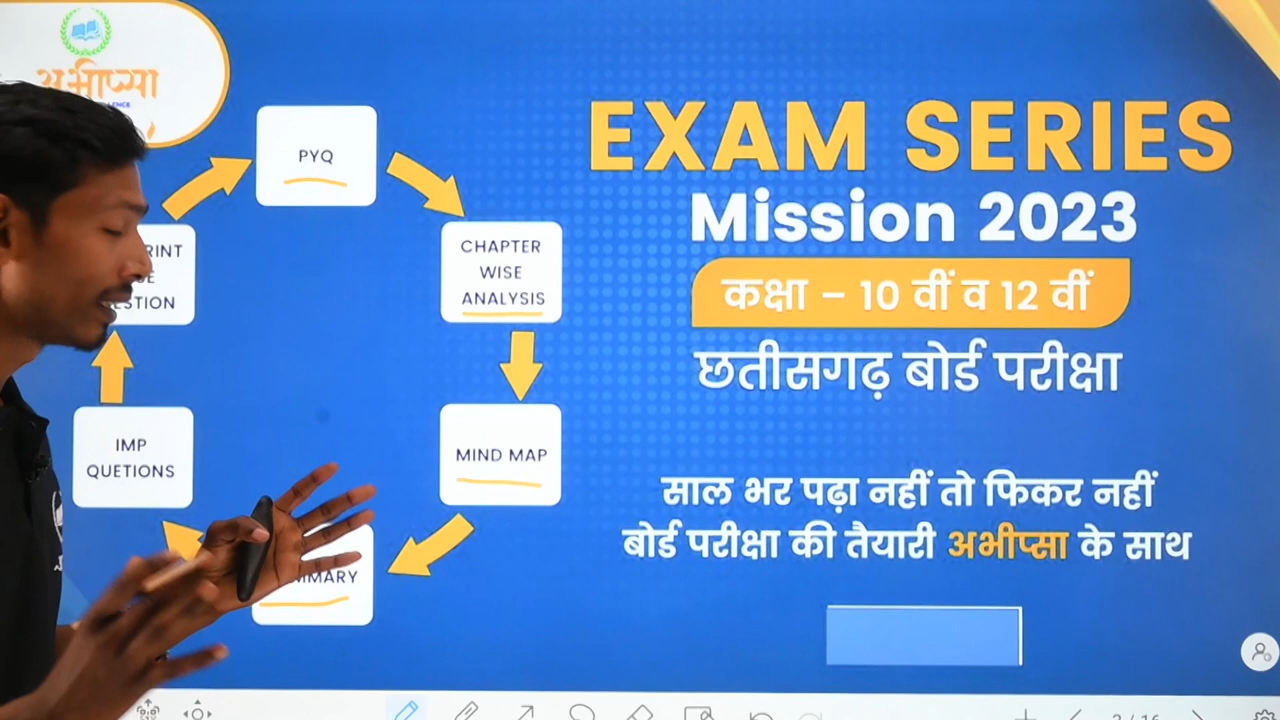 अभीप्सा
PYQ
CHAPTER
WISE
ANALYSIS
MIND MAP
IMP
QUETIONS
EXAM SERIES
Mission 2023
कक्षा – 10 वीं व 12 वीं
छतीसगढ़ बोर्ड परीक्षा
साल भर पढ़ा नहीं तो फिकर नहीं
बोर्ड परीक्षा की तैयारी अभीप्सा के साथ